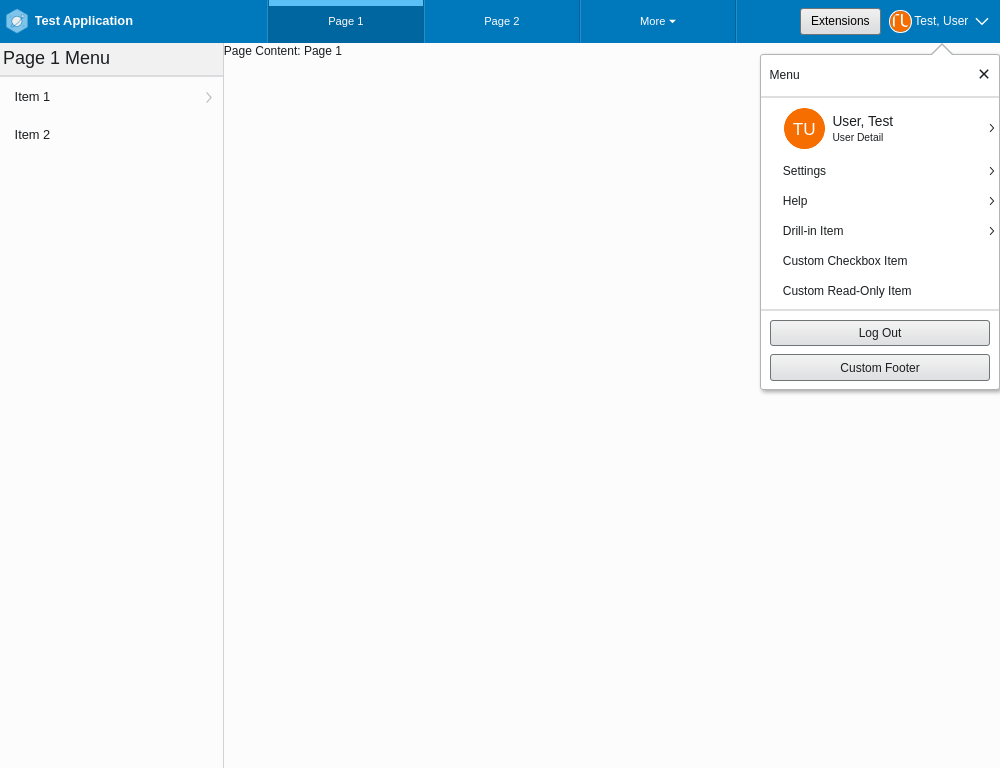 Test Application
Page 1
Page 2
More
Extensions
Test, User
Page 1 Menu
Item 1
Item 2
Page Content: Page 1
Menu
TU
User, Test
User Detail
Settings
Help
Drill-in Item
Custom Checkbox Item
Custom Read-Only Item
Log Out
Custom Footer